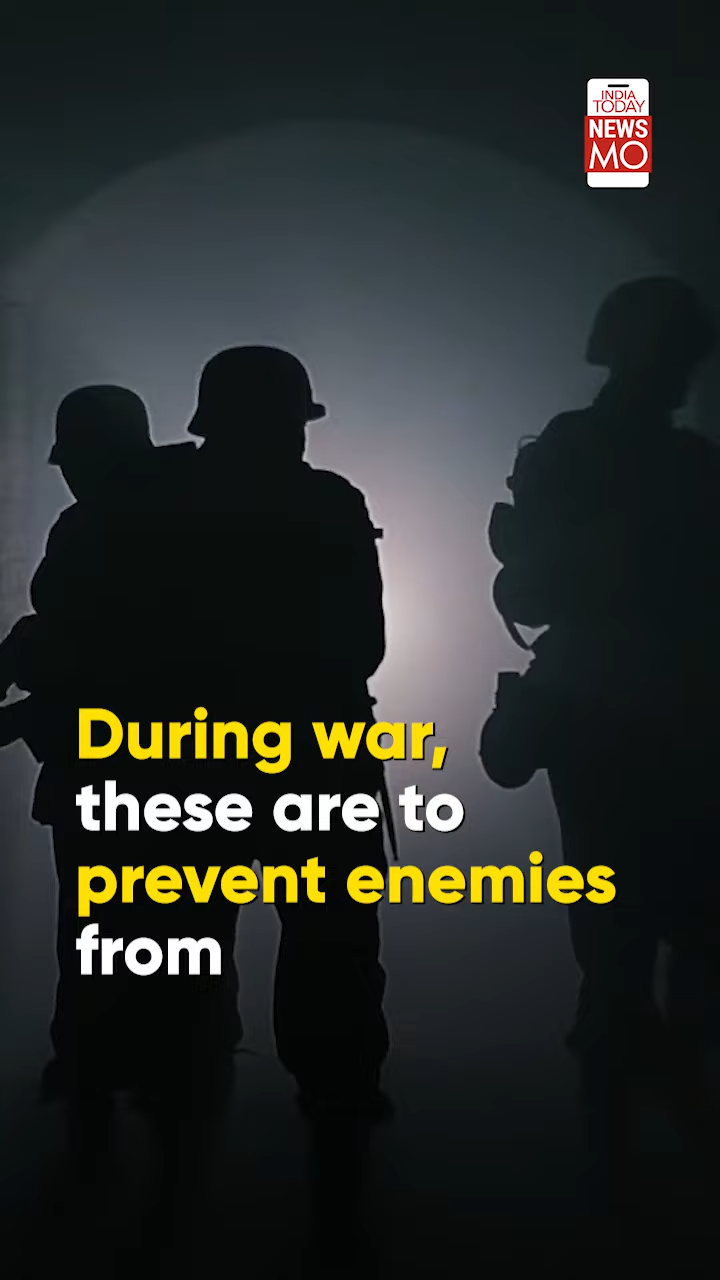 INDIA
TODAY
NEWS
MO
During war,
these are to
prevent enemies
from